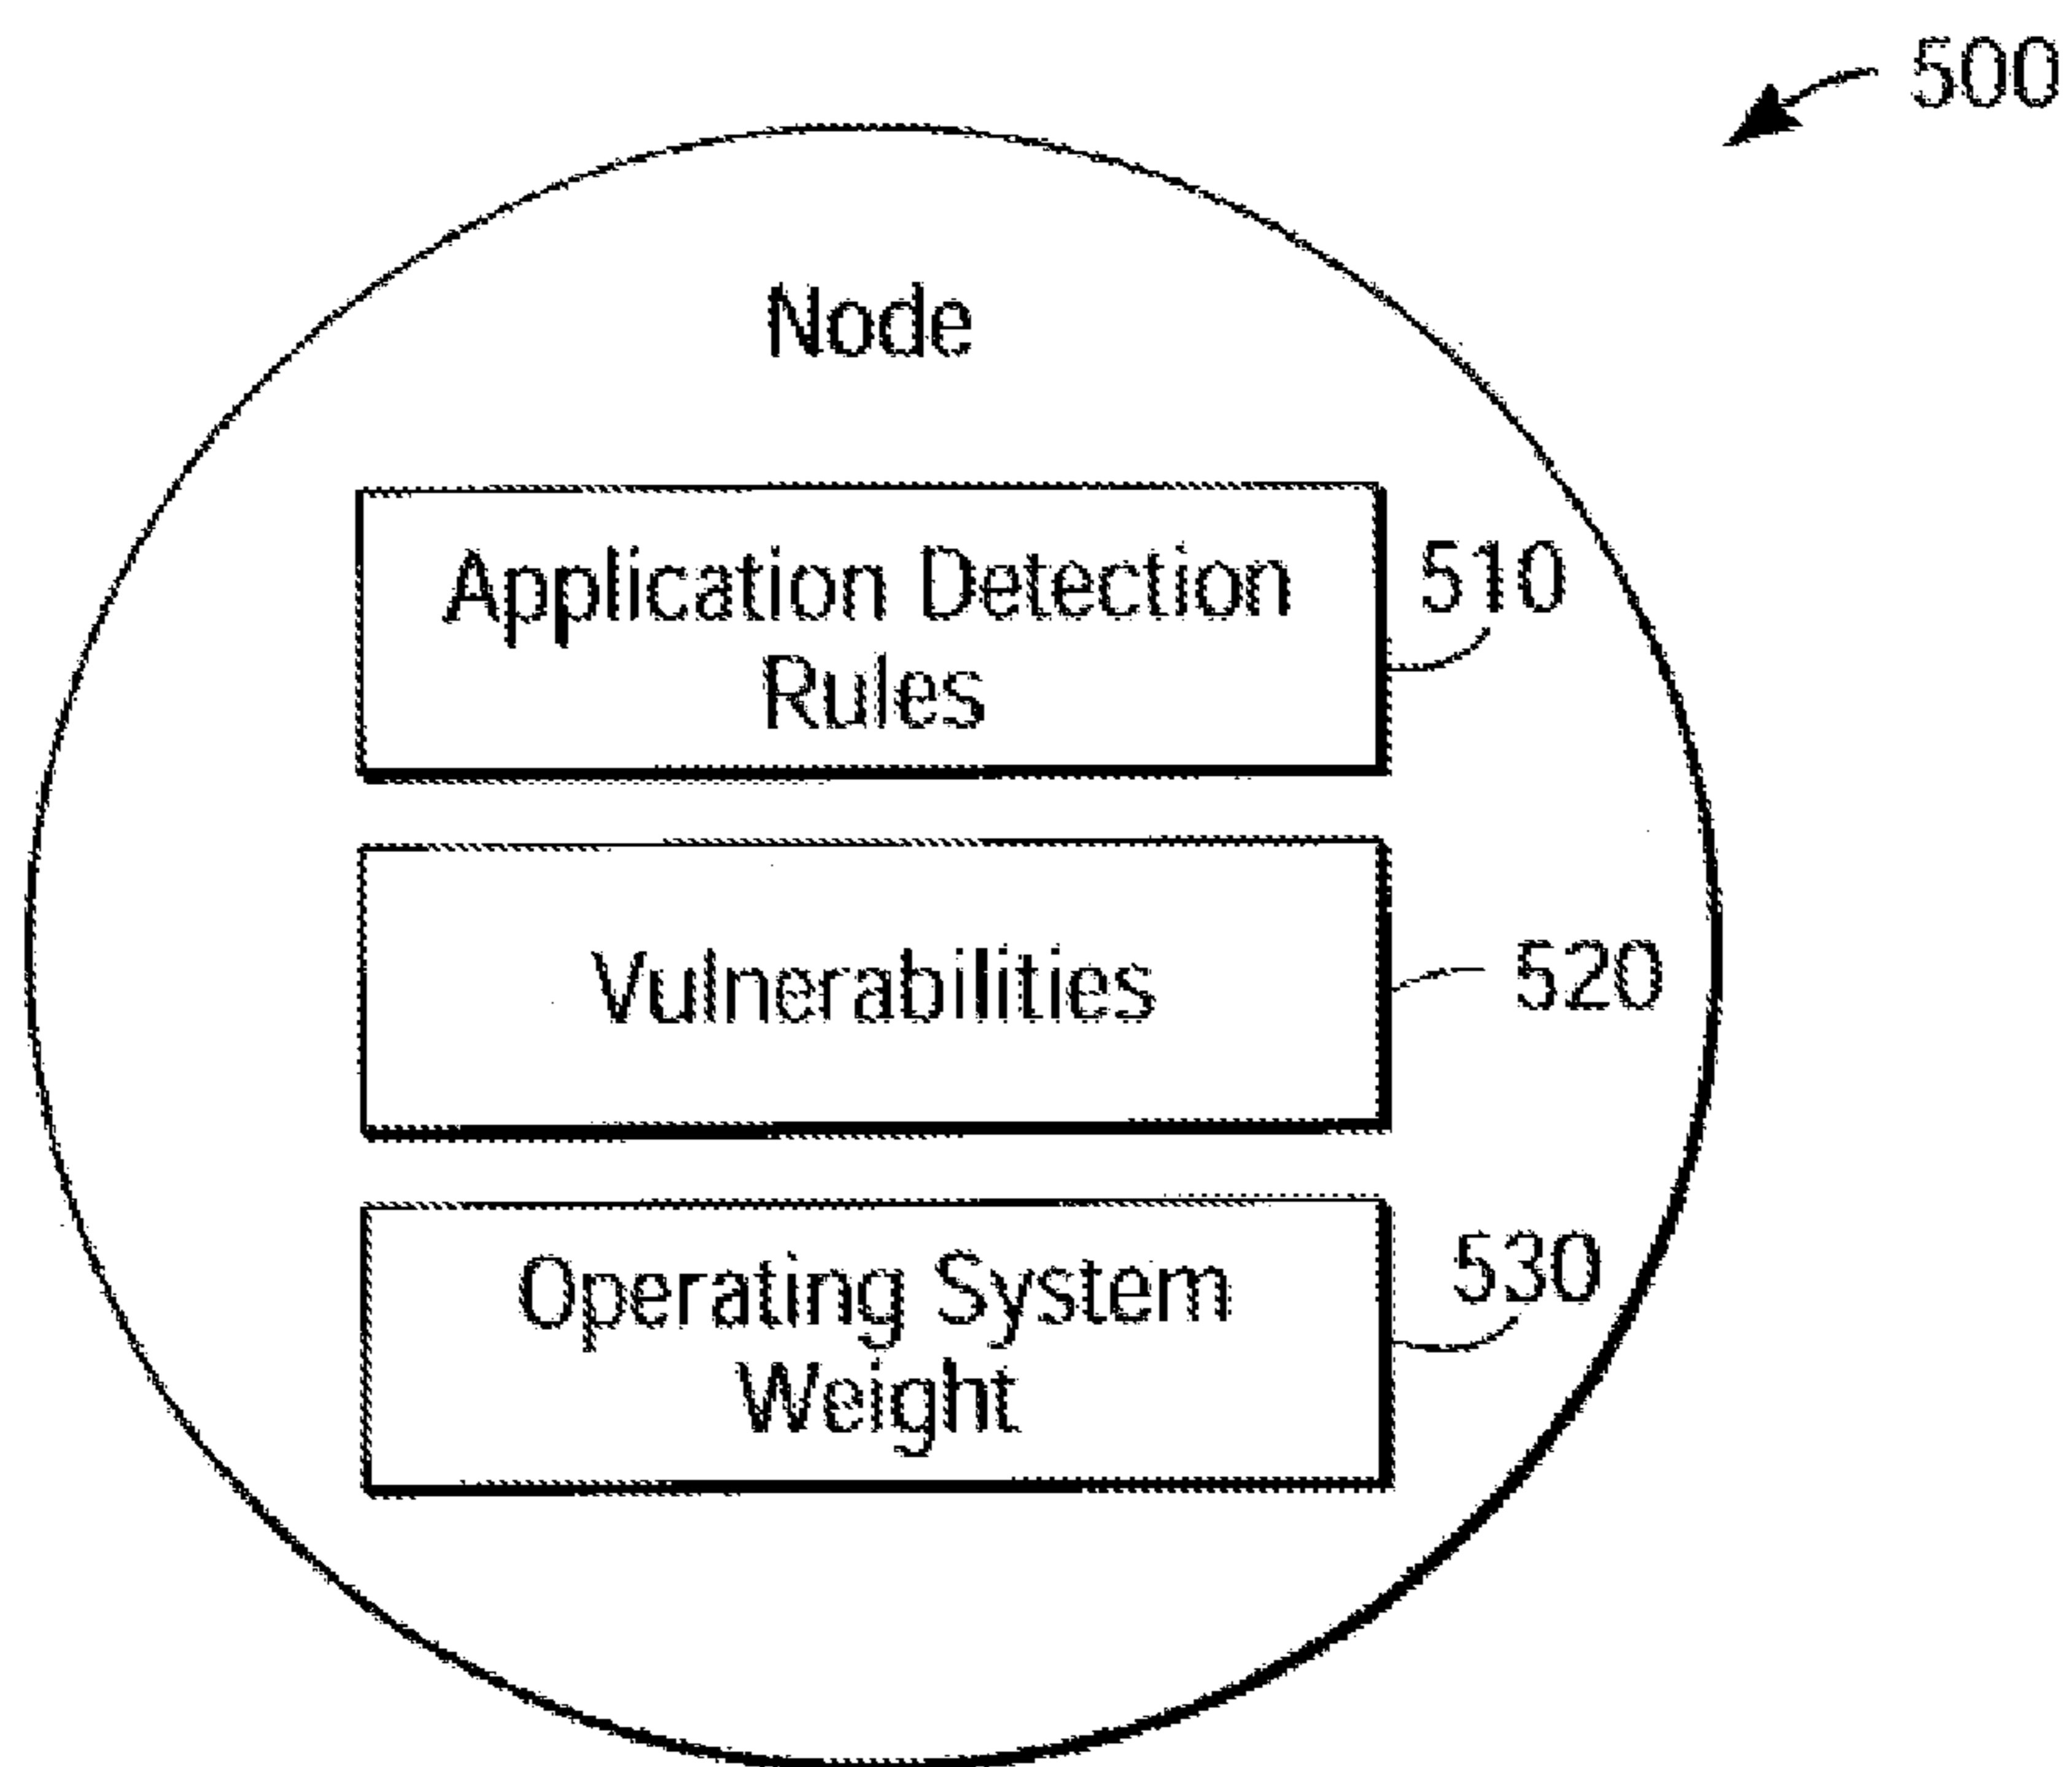 500
Node
Application Detection
Rules
510
Vulnerabilities
520
Operating System
Weight
530